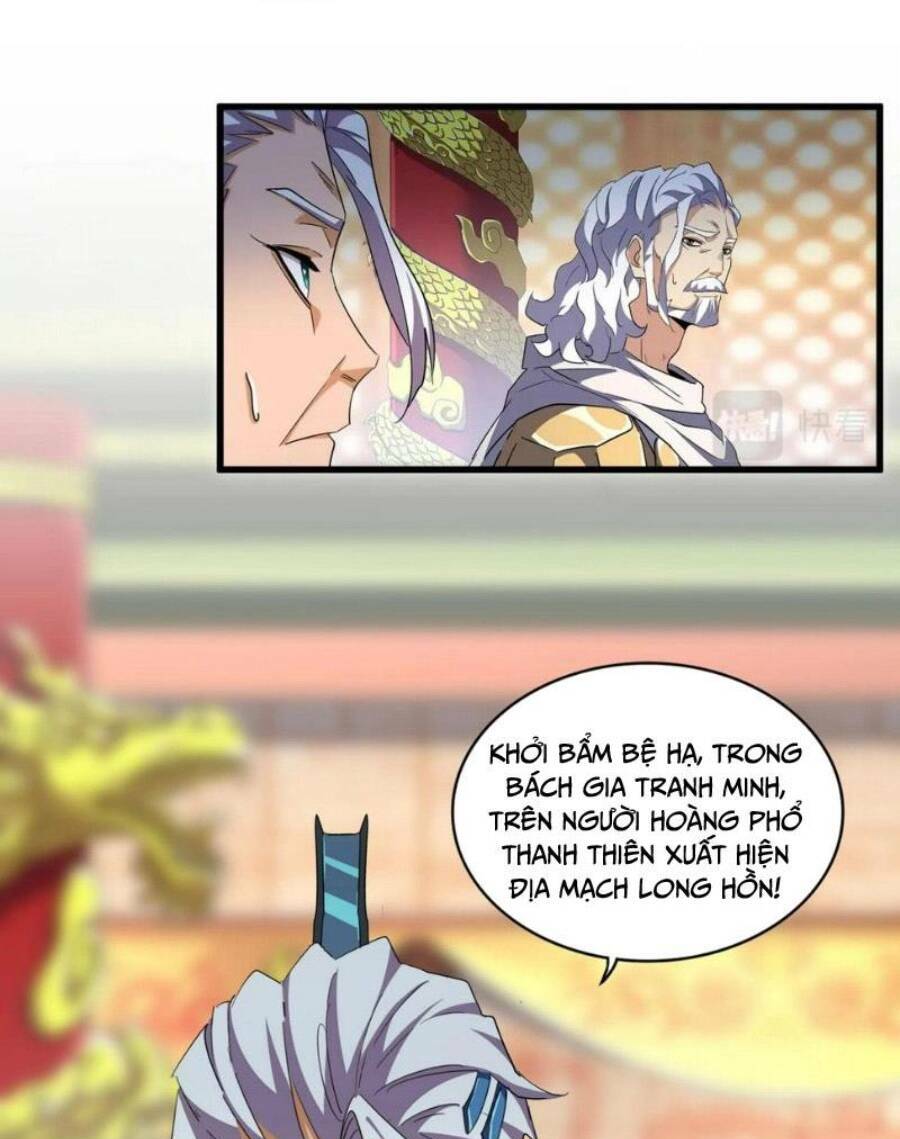 快看
KHỞI BẨM BỆ HẠ, TRONG
BÁCH GIA TRANH MINH,
TRÊN NGƯỜI HOÀNG PHỔ
THANH THIÊN XUẤT HIỆN
ĐỊA MẠCH LONG HỒN!